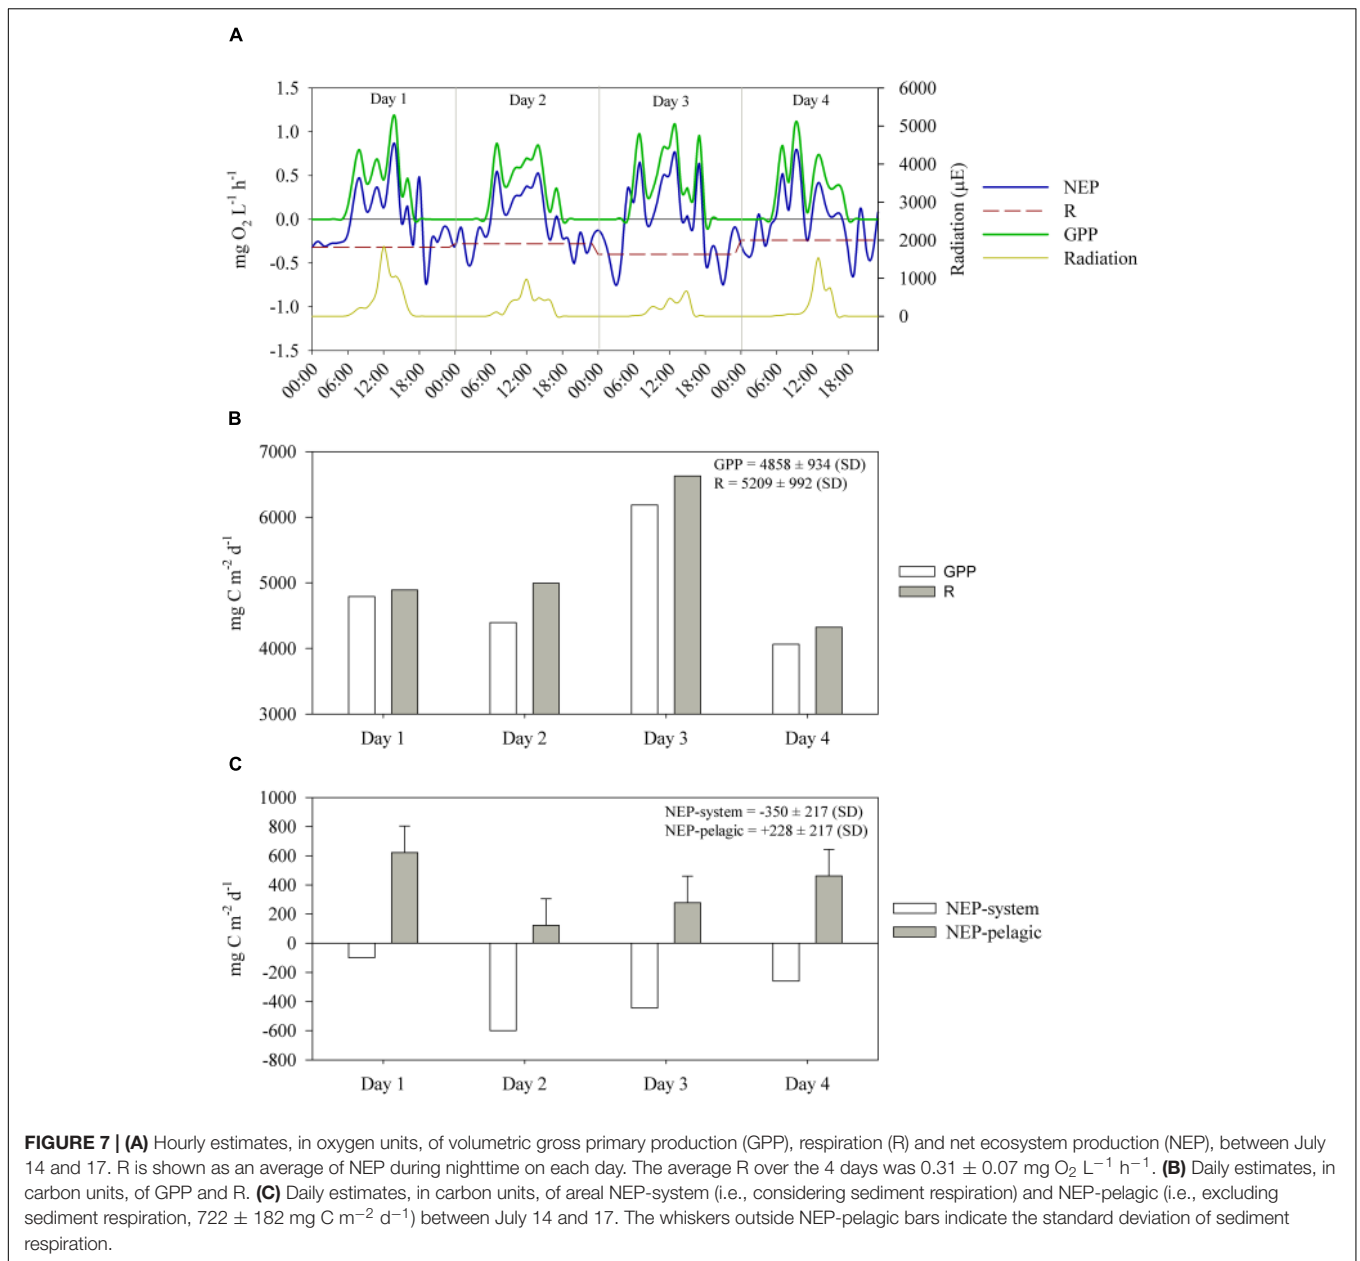 A
1.5
1.0
0.5
0.0
-0.5
-1.0
-1.5
mg O2 L-1 h-1
Day 1
Day 2
Day 3
Day 4
6000
5000
4000
3000
2000
1000
0
Radiation (µE)
NEP
R
GPP
Radiation
00:00
06:00
12:00
18:00
00:00
06:00
12:00
18:00
00:00
06:00
12:00
18:00
00:00
06:00
12:00
18:00
B
7000
6000
5000
4000
3000
mg C m-2 d-1
GPP = 4858 ± 934 (SD)
R = 5209 ± 992 (SD)
GPP
R
Day 1
Day 2
Day 3
Day 4
C
1000
800
600
400
200
0
-200
-400
-600
-800
mg C m-2 d-1
NEP-system = -350 ± 217 (SD)
NEP-pelagic = +228 ± 217 (SD)
NEP-system
NEP-pelagic
Day 1
Day 2
Day 3
Day 4
FIGURE 7 | (A) Hourly estimates, in oxygen units, of volumetric gross primary production (GPP), respiration (R) and net ecosystem production (NEP), between July
14 and 17. R is shown as an average of NEP during nighttime on each day. The average R over the 4 days was 0.31 ± 0.07 mg O2 L−1 h−1. (B) Daily estimates, in
carbon units, of GPP and R. (C) Daily estimates, in carbon units, of areal NEP-system (i.e., considering sediment respiration) and NEP-pelagic (i.e., excluding
sediment respiration, 722 ± 182 mg C m−2 d−1) between July 14 and 17. The whiskers outside NEP-pelagic bars indicate the standard deviation of sediment
respiration.